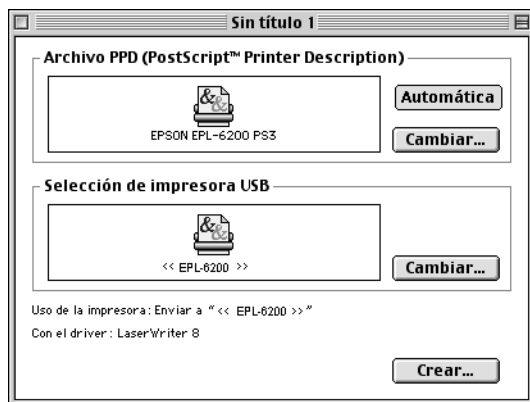 Sin título 1
Archivo PPD (PostScript™ Printer Description)
EPSON EPL-6200 PS3
Automática
Cambiar...
Selección de impresora USB
<< EPL-6200 >>
Cambiar...
Uso de la impresora: Enviar a "<< EPL-6200 >>"
Con el driver: LaserWriter 8
Crear...